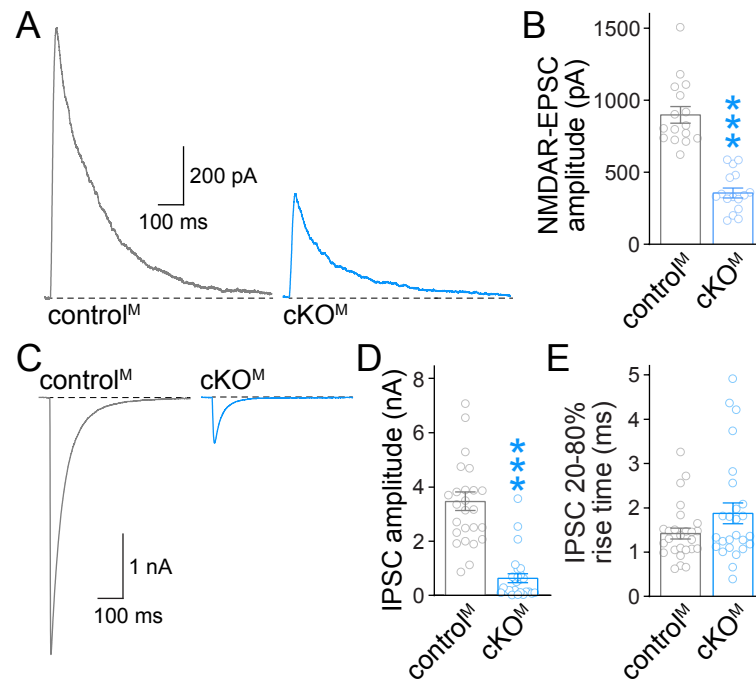 A
200 pA
100 ms
control^M
cKO^M
B
NMDAR-EPSC
amplitude (pA)
1500
1000
500
0
***
control^M
cKO^M
C
control^M
cKO^M
1 nA
100 ms
D
IPSC amplitude (nA)
8
6
4
2
0
***
control^M
cKO^M
E
IPSC 20-80%
rise time (ms)
5
4
3
2
1
0
control^M
cKO^M